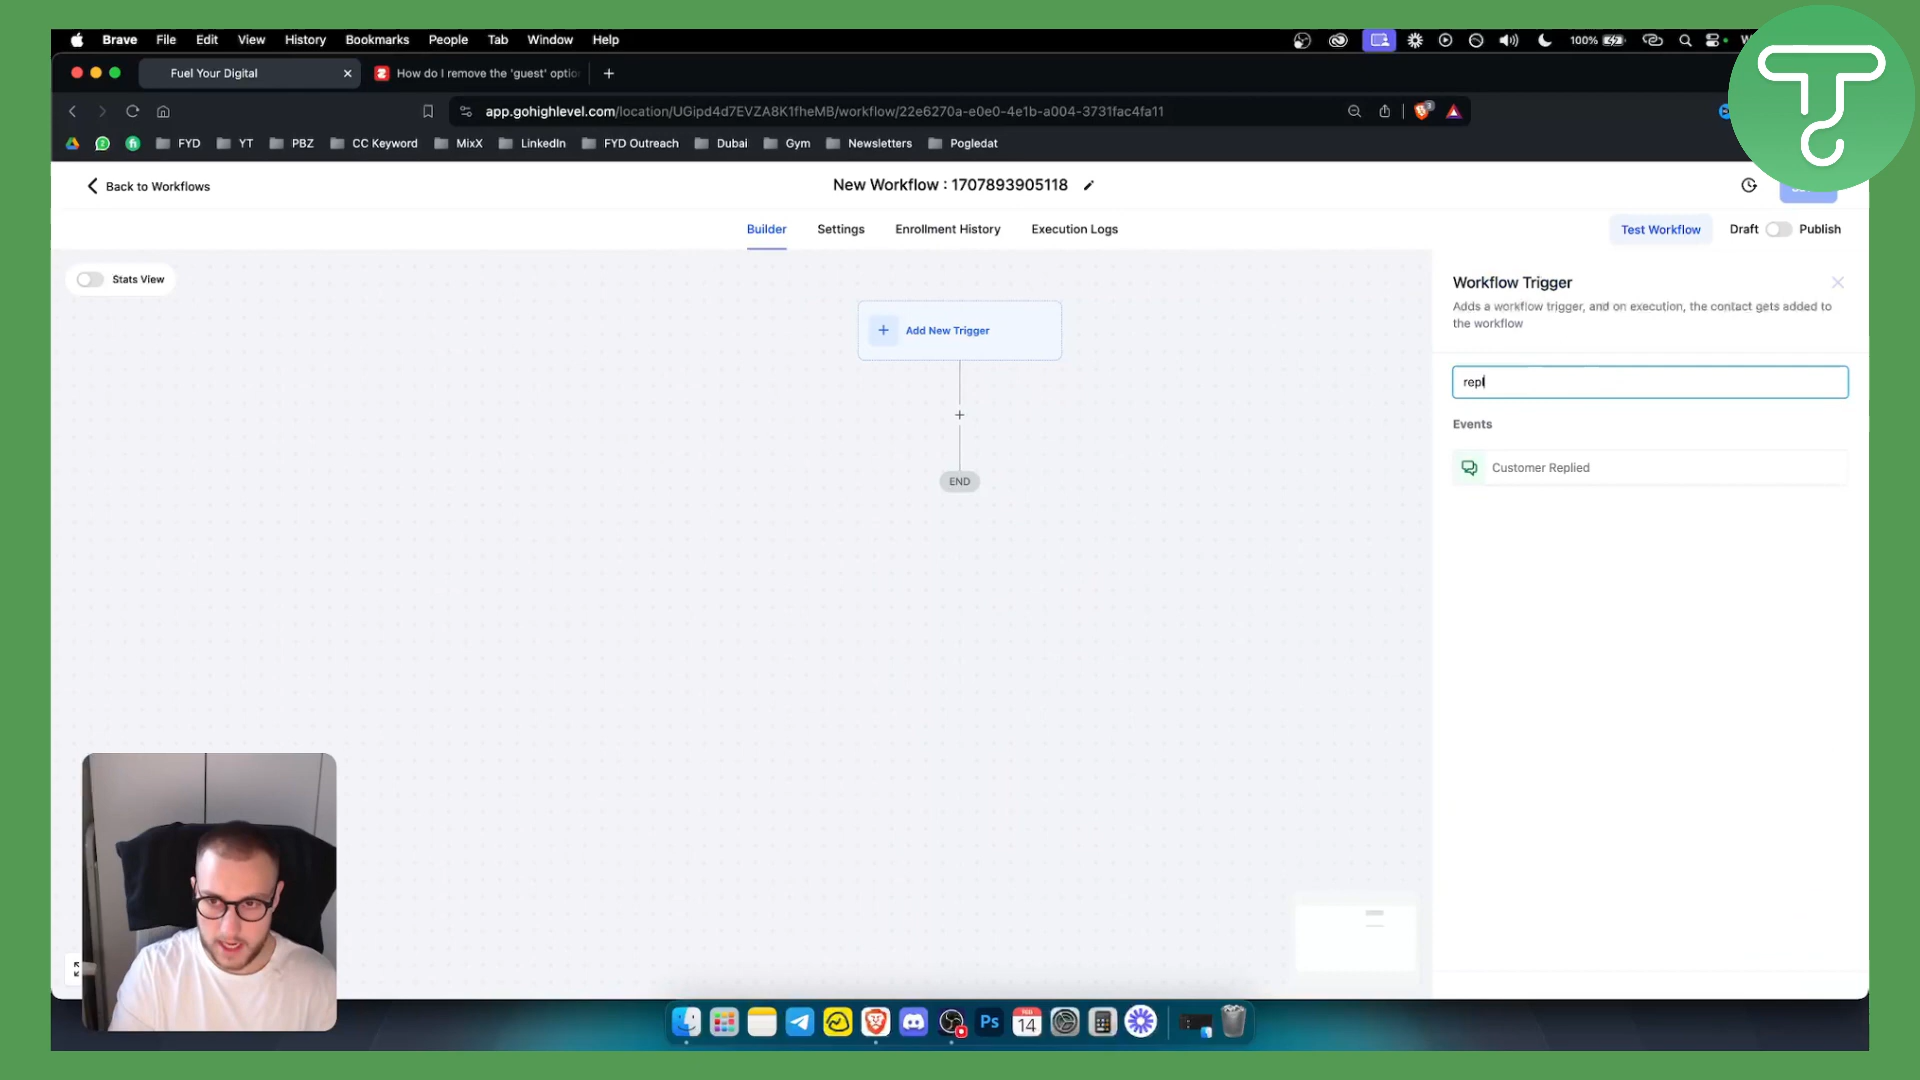 Brave File Edit View History Bookmarks People Tab Window Help
100%
Fuel Your Digital
How do I remove the 'guest' optio
app.gohighlevel.com/location/UGipd4d7EVZA8K1fheMB/workflow/22e6270a-e0e0-4e1b-a004-3731fac4fa11
FYD YT PBZ CC Keyword MixX LinkedIn FYD Outreach Dubai Gym Newsletters Pogledat
Back to Workflows
New Workflow : 1707893905118
Builder Settings Enrollment History Execution Logs
Test Workflow Draft Publish
Stats View
Workflow Trigger
Adds a workflow trigger, and on execution, the contact gets added to
the workflow
Add New Trigger
repl
Events
Customer Replied
END
Ps
14